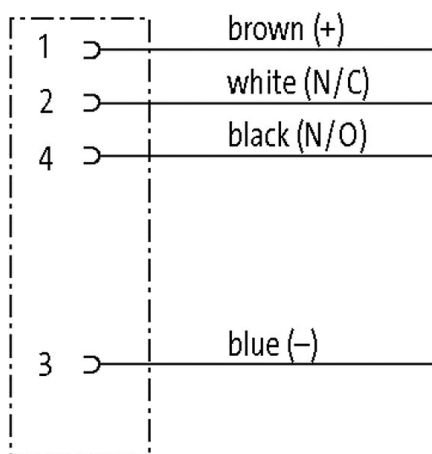 1 brown (+)
2 white (N/C)
4 black (N/O)
3 blue (–)